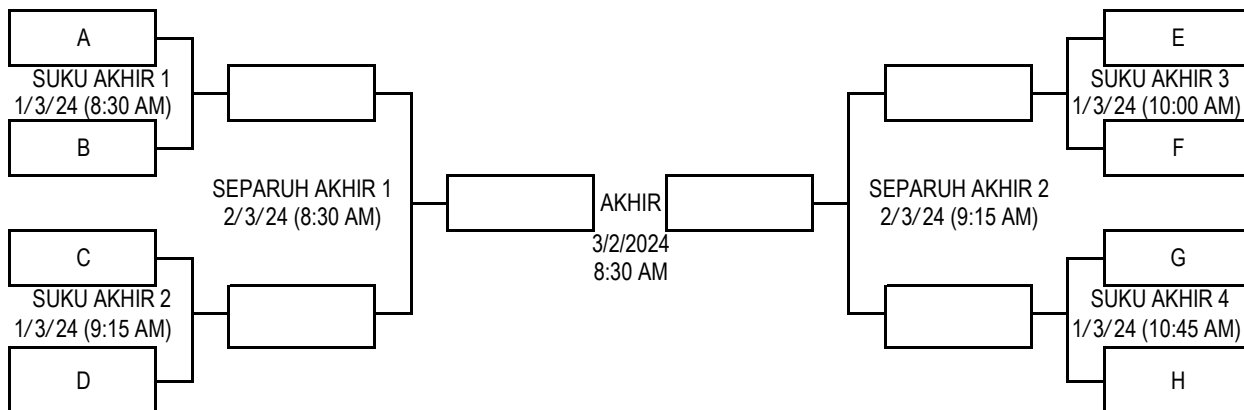 A
SUKU AKHIR 1
1/3/24 (8:30 AM)
B
SEPARUH AKHIR 1
2/3/24 (8:30 AM)
C
SUKU AKHIR 2
1/3/24 (9:15 AM)
D
AKHIR
3/2/2024
8:30 AM
E
SUKU AKHIR 3
1/3/24 (10:00 AM)
F
SEPARUH AKHIR 2
2/3/24 (9:15 AM)
G
SUKU AKHIR 4
1/3/24 (10:45 AM)
H